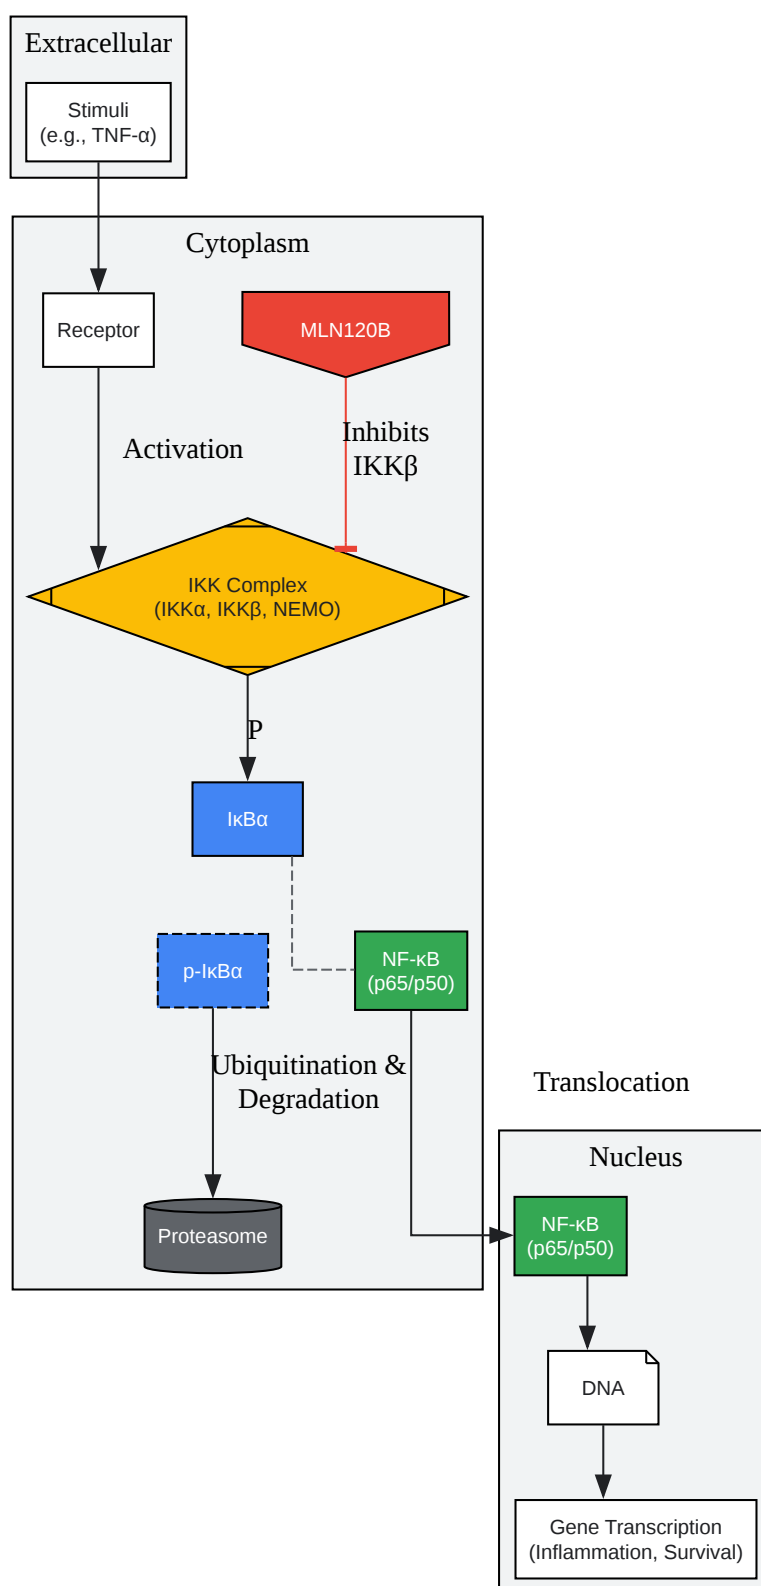 Extracellular
Stimuli
(e.g., TNF-α)
Cytoplasm
Receptor
MLN120B
Activation
Inhibits
IKKβ
IKK Complex
(IKKα, IKKβ, NEMO)
P
IκBα
p-IκBα
NF-κB
(p65/p50)
Ubiquitination &
Degradation
Translocation
Nucleus
Proteasome
NF-κB
(p65/p50)
DNA
Gene Transcription
(Inflammation, Survival)